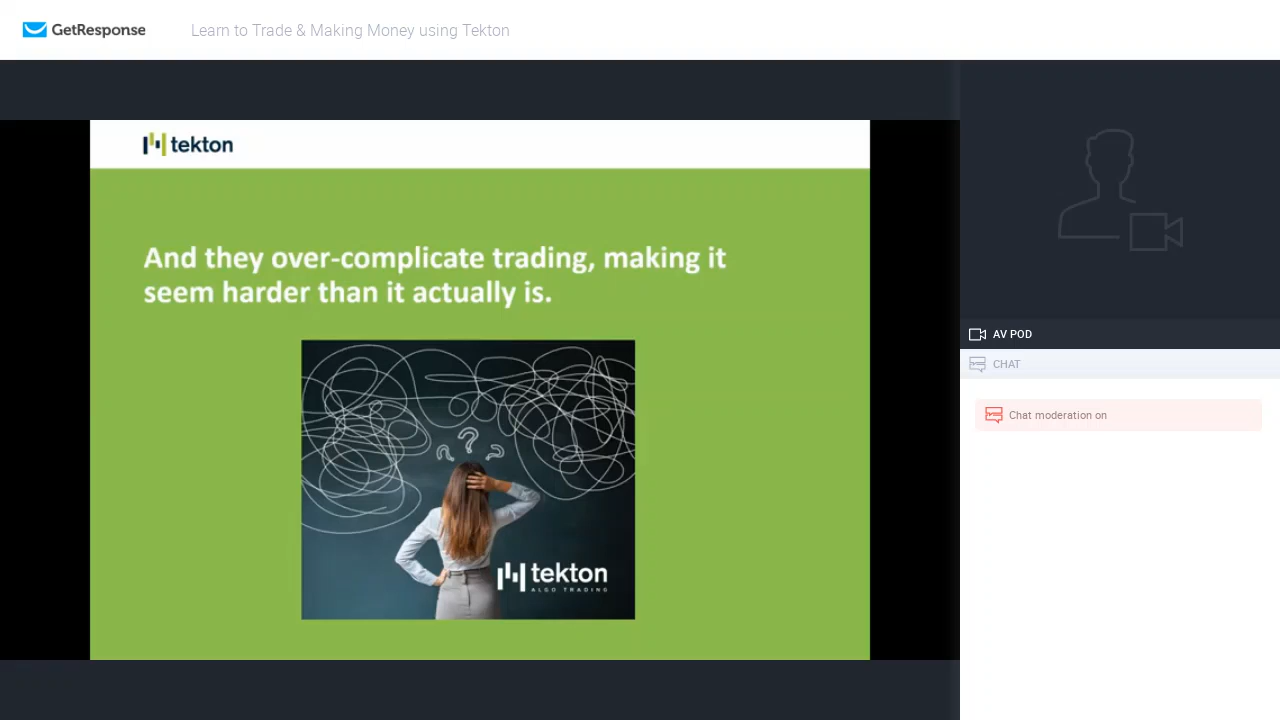 GetResponse
Learn to Trade & Making Money using Tekton
tekton
And they over-complicate trading, making it
seem harder than it actually is.
???
tekton
ALGO TRADING
AV POD
CHAT
Chat moderation on